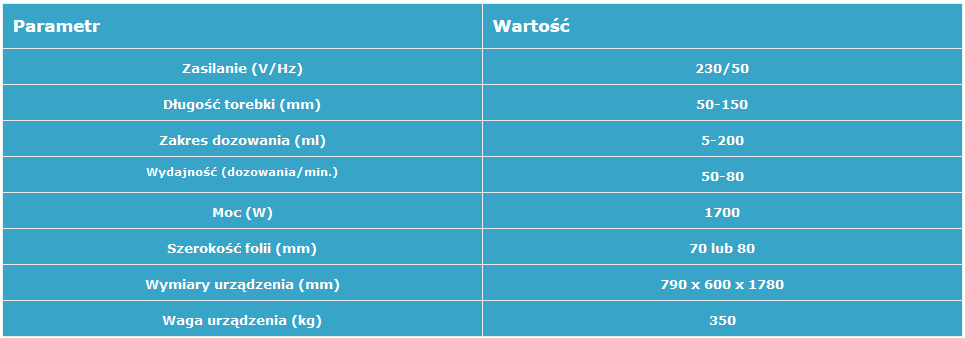 Parametr Wartość
Zasilanie (V/Hz) 230/50
Długość torebki (mm) 50-150
Zakres dozowania (ml) 5-200
Wydajność (dozowania/min.) 50-80
Moc (W) 1700
Szerokość folii (mm) 70 lub 80
Wymiary urządzenia (mm) 790 x 600 x 1780
Waga urządzenia (kg) 350